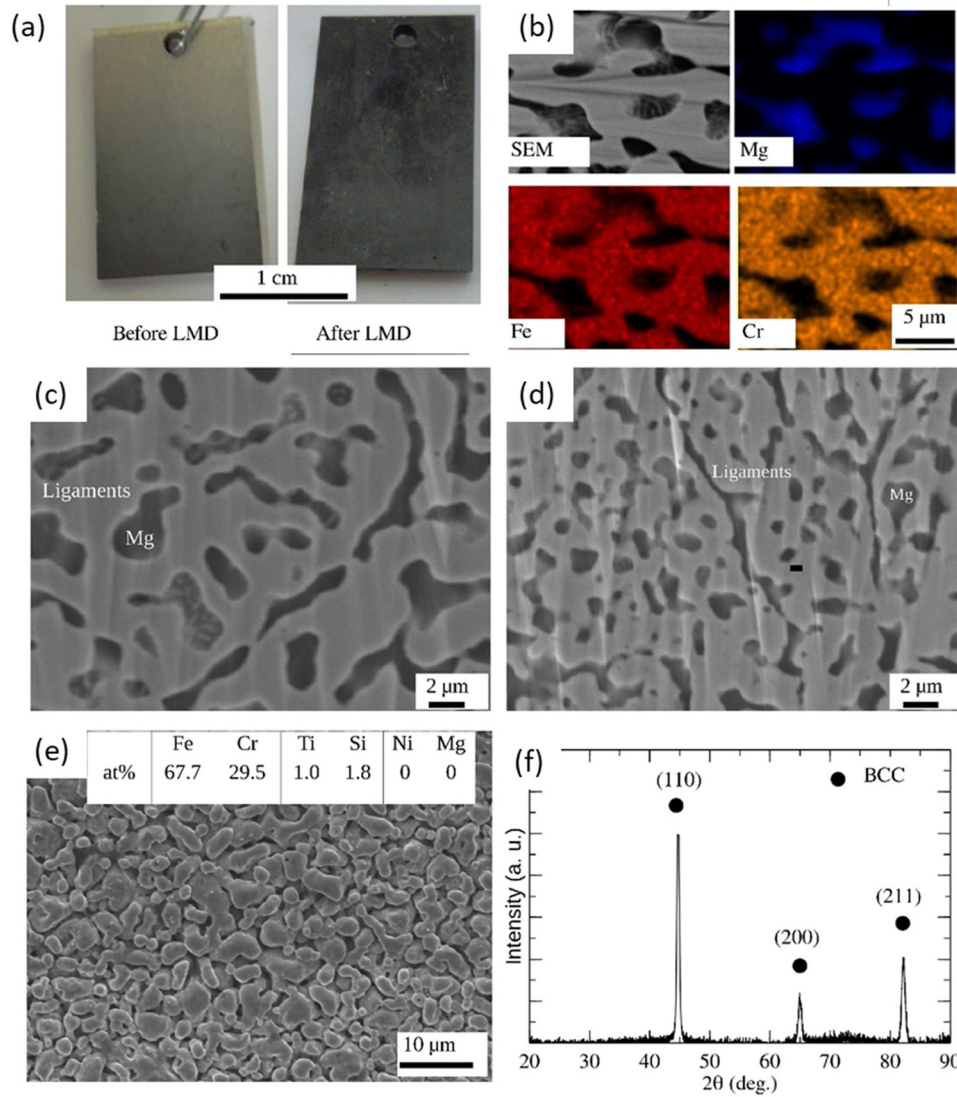 (a)
1 cm
Before LMD
After LMD
(b)
SEM
Mg
Fe
Cr
5 μm
(c)
Ligaments
Mg
2 μm
(d)
Ligaments
Mg
2 μm
(e)
Fe Cr Ti Si Ni Mg
at% 67.7 29.5 1.0 1.8 0 0
10 μm
(f)
(110)
BCC
(200)
(211)
Intensity (a. u.)
20 30 40 50 60 70 80 90
2θ (deg.)